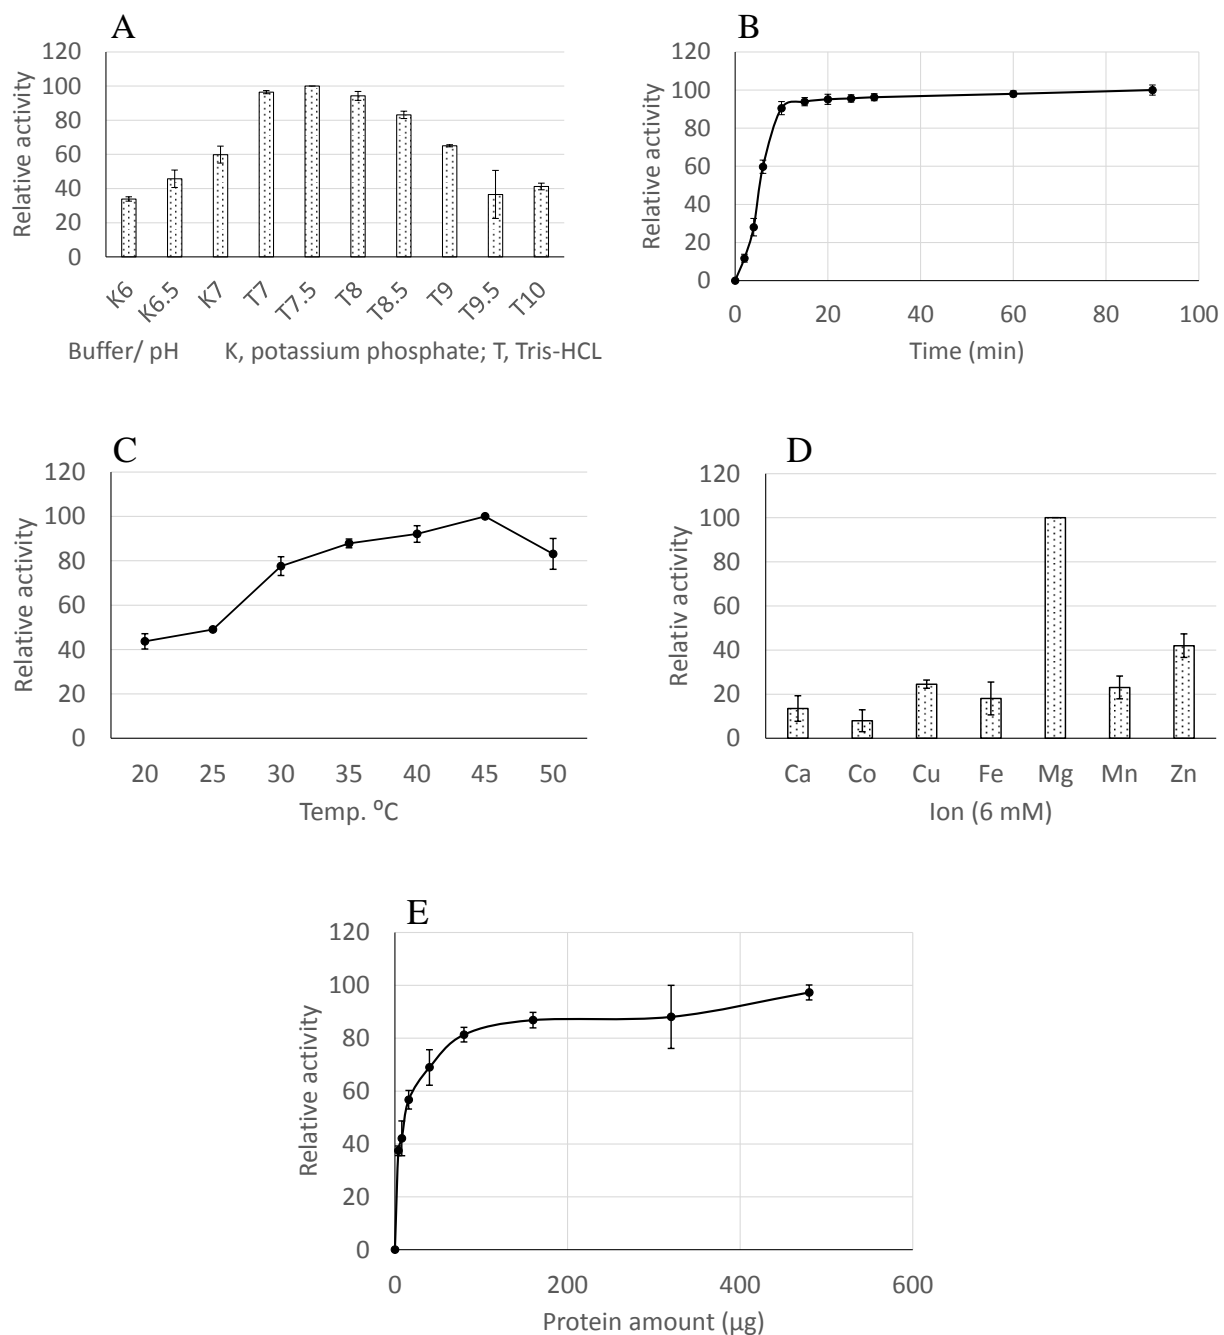 A
Relative activity
120
100
80
60
40
20
0
K6 K6.5 K7 T7 T7.5 T8 T8.5 T9 T9.5 T10
Buffer/ pH K, potassium phosphate; T, Tris-HCL
B
Relative activity
120
100
80
60
40
20
0
0 20 40 60 80 100
Time (min)
C
Relative activity
120
100
80
60
40
20
0
20 25 30 35 40 45 50
Temp. ⁰C
D
Relativ activity
120
100
80
60
40
20
0
Ca Co Cu Fe Mg Mn Zn
Ion (6 mM)
E
Relative activity
120
100
80
60
40
20
0
0 200 400 600
Protein amount (µg)